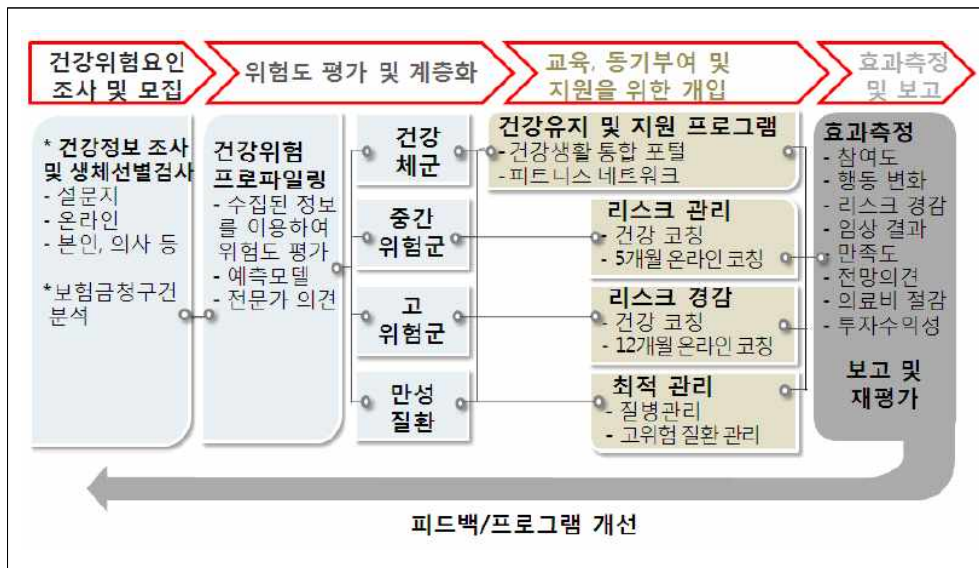 건강위험요인
조사 및 모집
위험도 평가 및 계층화
교육, 동기부여 및
지원을 위한 개입
효과측정
및 보고
* 건강정보 조사
및 생체선별검사
- 설문지
- 온라인
- 본인, 의사 등
*보험금청구건
분석
건강위험
프로파일링
- 수집된 정보
를 이용하여
위험도 평가
- 예측모델
- 전문가 의견
건강
체군
중간
위험군
고
위험군
만성
질환
건강유지 및 지원 프로그램
- 건강생활 통합 포털
- 피트니스 네트워크
리스크 관리
- 건강 코칭
- 5개월 온라인 코칭
리스크 경감
- 건강 코칭
- 12개월 온라인 코칭
최적 관리
- 질병관리
- 고위험 질환 관리
효과측정
- 참여도
- 행동 변화
- 리스크 경감
- 임상 결과
- 만족도
- 전망의견
- 의료비 절감
- 투자수익성
보고 및
재평가
피드백/프로그램 개선